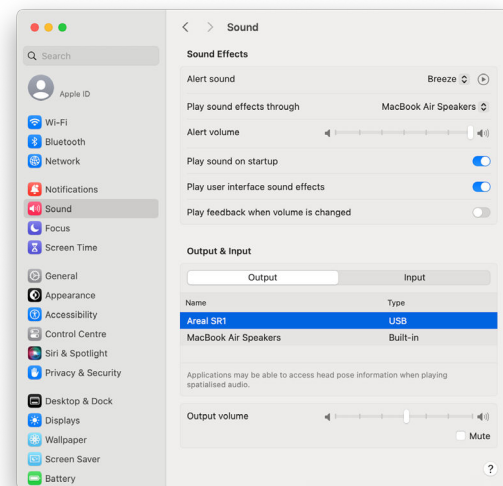 Search
Apple ID
Wi-Fi
Bluetooth
Network
Notifications
Sound
Focus
Screen Time
General
Appearance
Accessibility
Control Centre
Siri & Spotlight
Privacy & Security
Desktop & Dock
Displays
Wallpaper
Screen Saver
Battery
Sound
Sound Effects
Alert sound Breeze
Play sound effects through MacBook Air Speakers
Alert volume
Play sound on startup
Play user interface sound effects
Play feedback when volume is changed
Output & Input
Output Input
Name Type
Areal SR1 USB
MacBook Air Speakers Built-in
Applications may be able to access head pose information when playing
spatialised audio.
Output volume
Mute
?